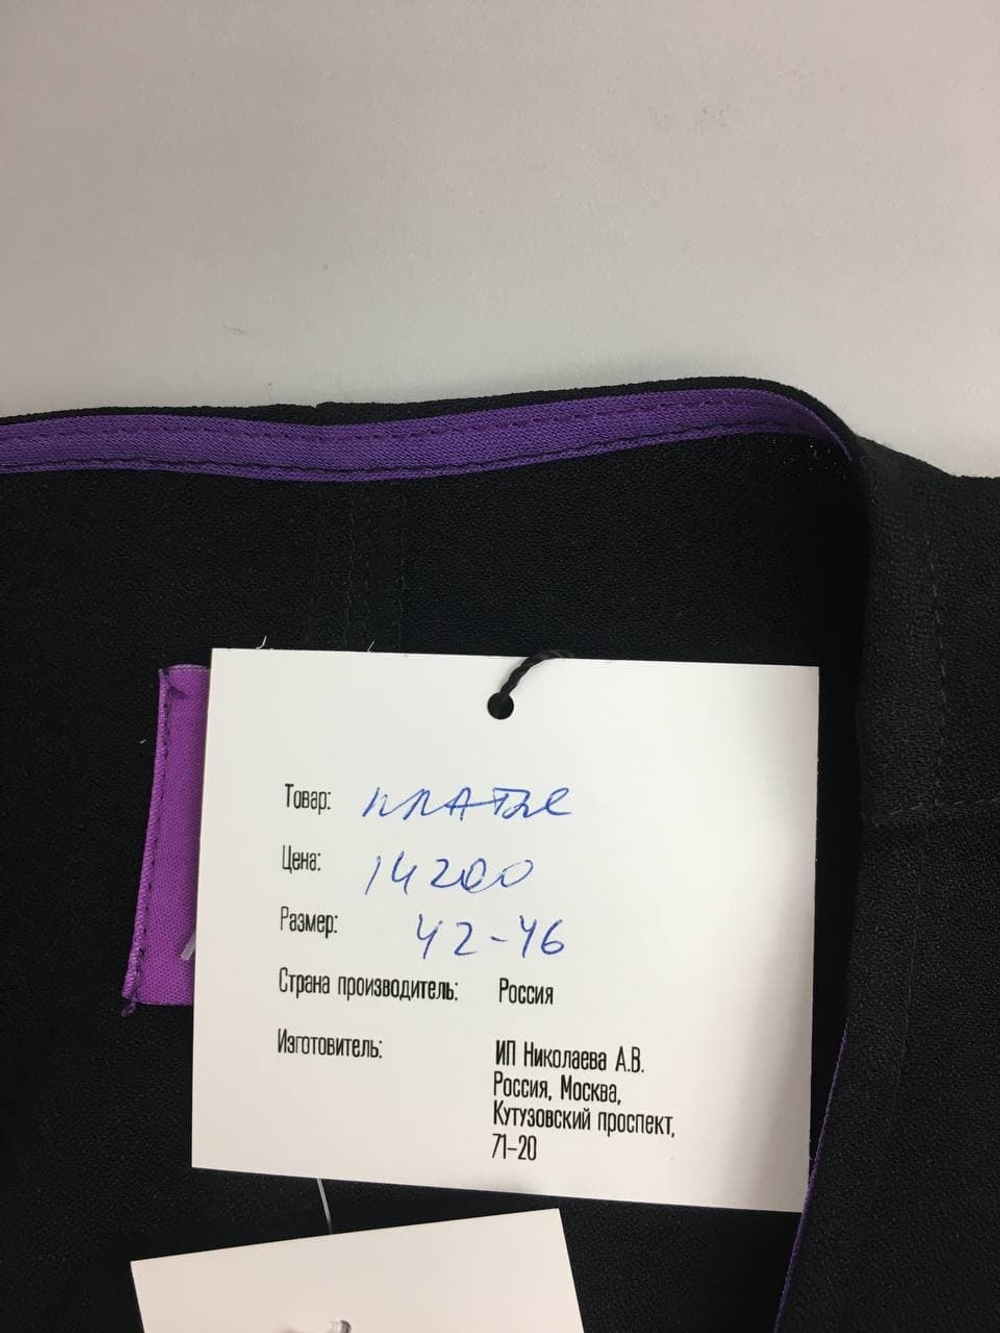 Товар: платье
Цена: 14200
Размер: 42-46
Страна производитель: Россия
Изготовитель: ИП Николаева А.В.
Россия, Москва,
Кутузовский проспект,
71-20